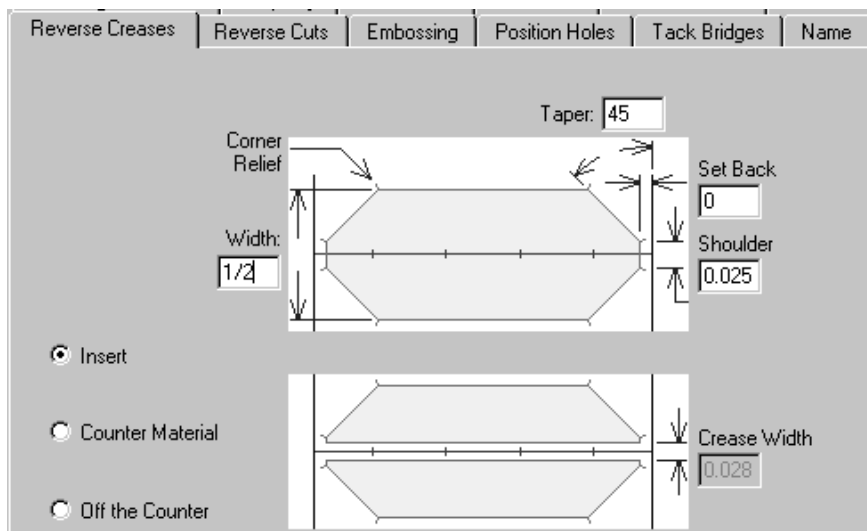 Reverse Creases Reverse Cuts Embossing Position Holes Tack Bridges Name
Taper: 45
Corner
Relief
Set Back
0
Width:
1/2
Shoulder
0.025
Insert
Counter Material
Crease Width
0.028
Off the Counter